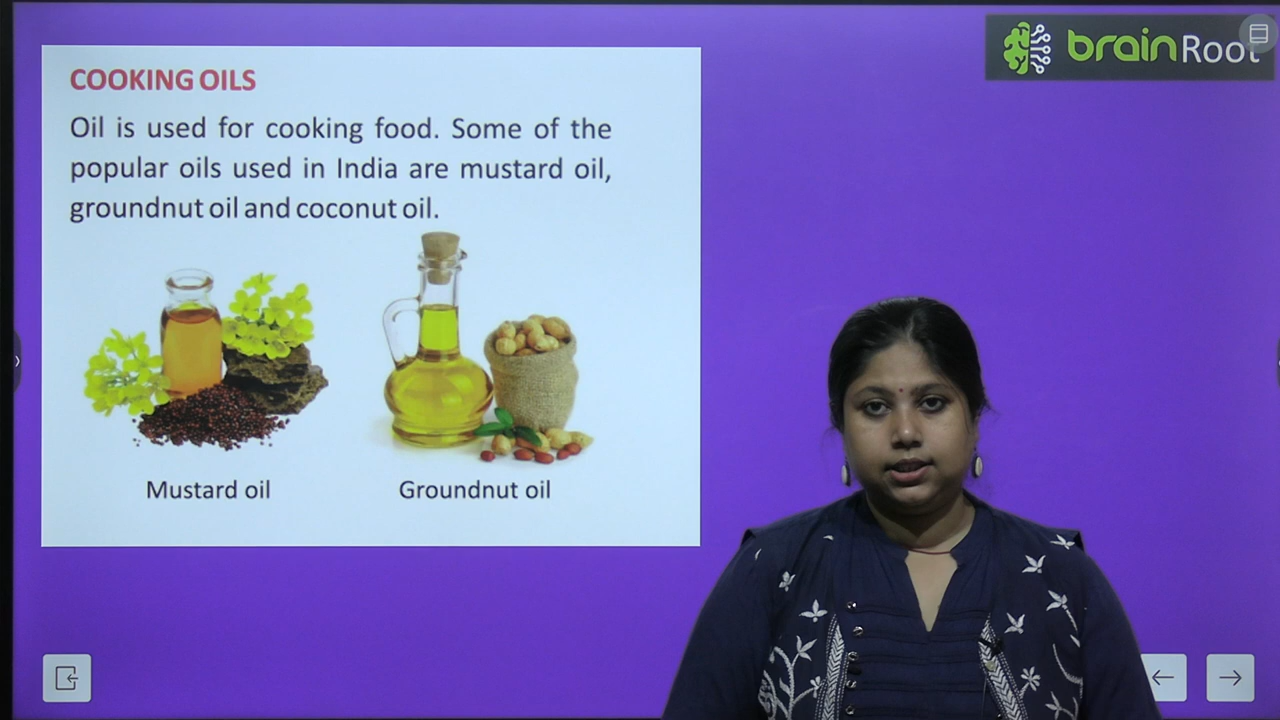 brainRoot
COOKING OILS
Oil is used for cooking food. Some of the
popular oils used in India are mustard oil,
groundnut oil and coconut oil.
Mustard oil
Groundnut oil